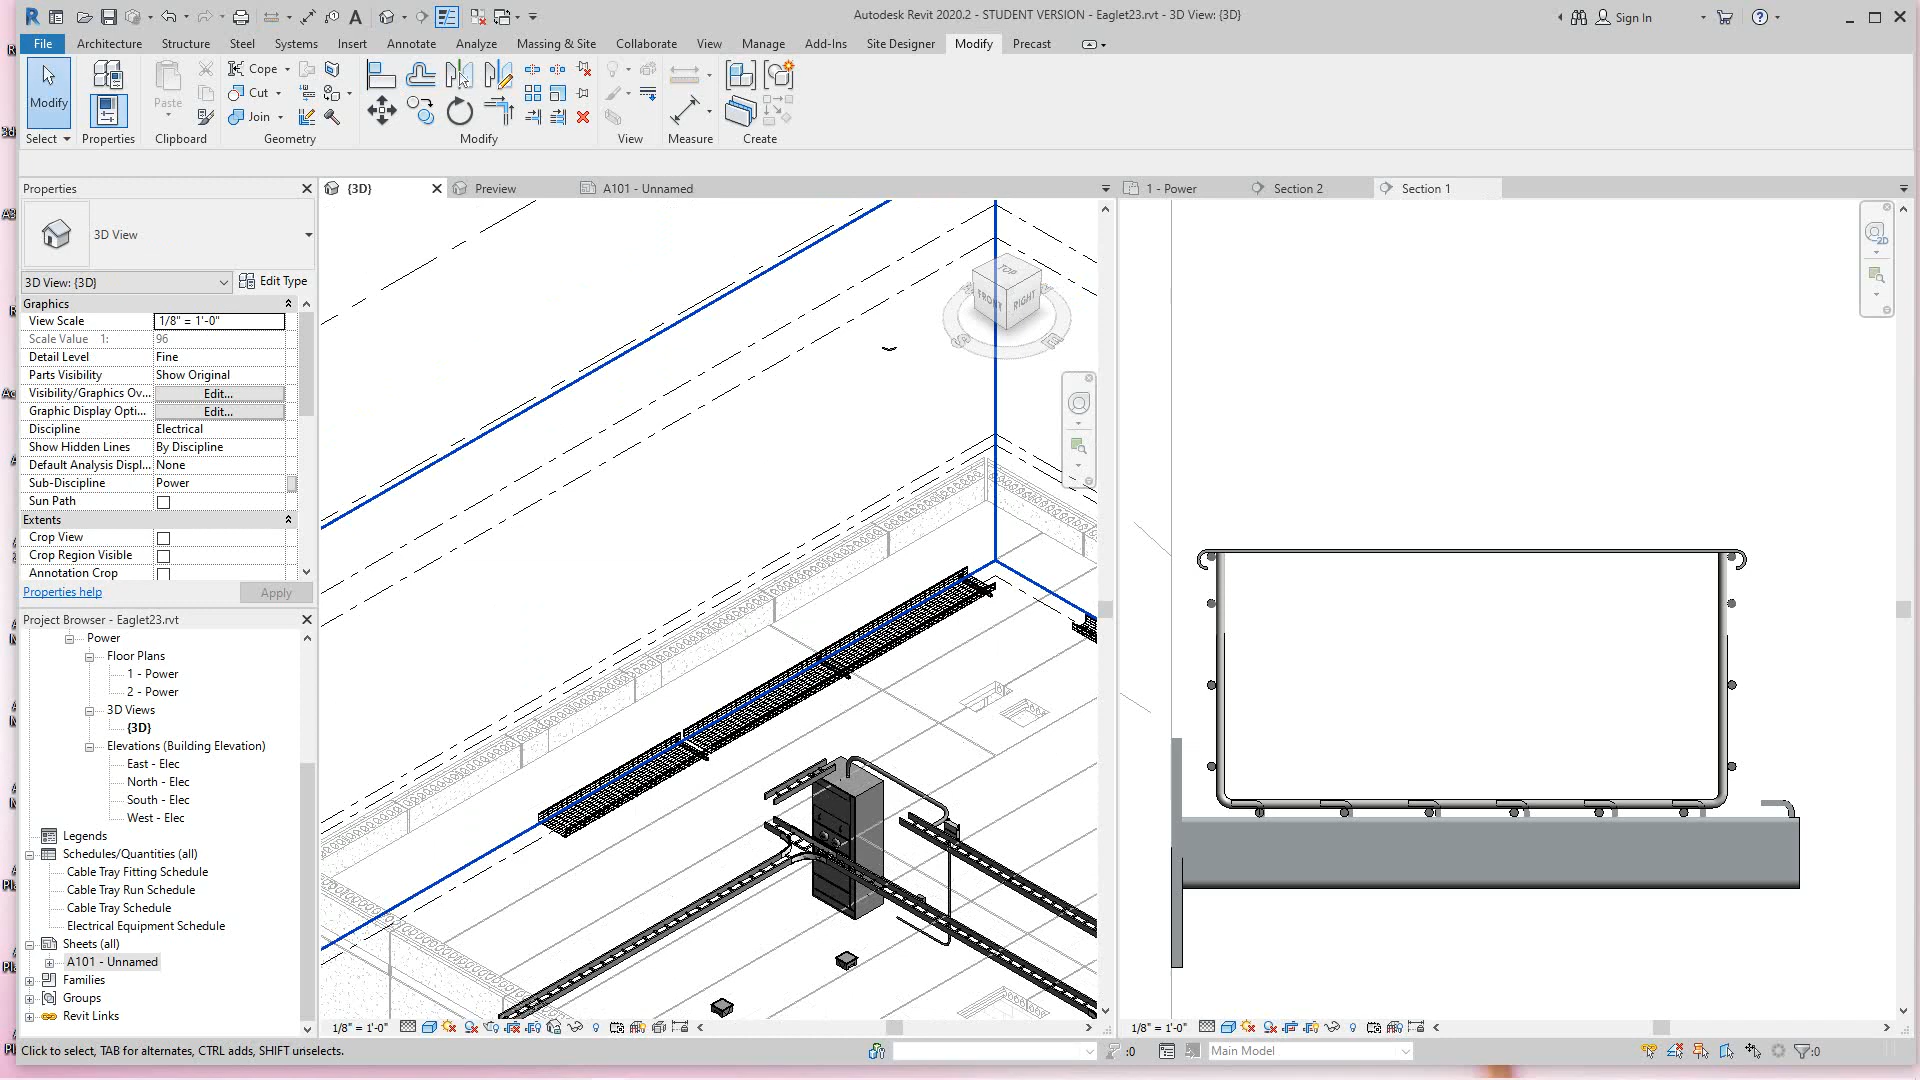 Autodesk Revit 2020.2 - STUDENT VERSION - Eaglet23.rvt - 3D View: {3D}
Sign In
File Architecture Structure Steel Systems Insert Annotate Analyze Massing & Site Collaborate View Manage Add-Ins Site Designer Modify Precast
Modify
Paste
Cope
Cut
Join
Select Properties Clipboard Geometry Modify View Measure Create
Properties
{3D} Preview A101 - Unnamed 1 - Power Section 2 Section 1
3D View
3D View: {3D} Edit Type
Graphics
View Scale 1/8" = 1'-0"
Scale Value 1: 96
Detail Level Fine
Parts Visibility Show Original
Visibility/Graphics Ov... Edit...
Graphic Display Opti... Edit...
Discipline Electrical
Show Hidden Lines By Discipline
Default Analysis Displ... None
Sub-Discipline Power
Sun Path
Extents
Crop View
Crop Region Visible
Annotation Crop
Properties help Apply
TOP
FRONT
RIGHT
2D
Project Browser - Eaglet23.rvt
Power
Floor Plans
1 - Power
2 - Power
3D Views
{3D}
Elevations (Building Elevation)
East - Elec
North - Elec
South - Elec
West - Elec
Legends
Schedules/Quantities (all)
Cable Tray Fitting Schedule
Cable Tray Run Schedule
Cable Tray Schedule
Electrical Equipment Schedule
Sheets (all)
A101 - Unnamed
Families
Groups
Revit Links
1/8" = 1'-0" 1/8" = 1'-0"
Click to select, TAB for alternates, CTRL adds, SHIFT unselects.
:0
Main Model
:0